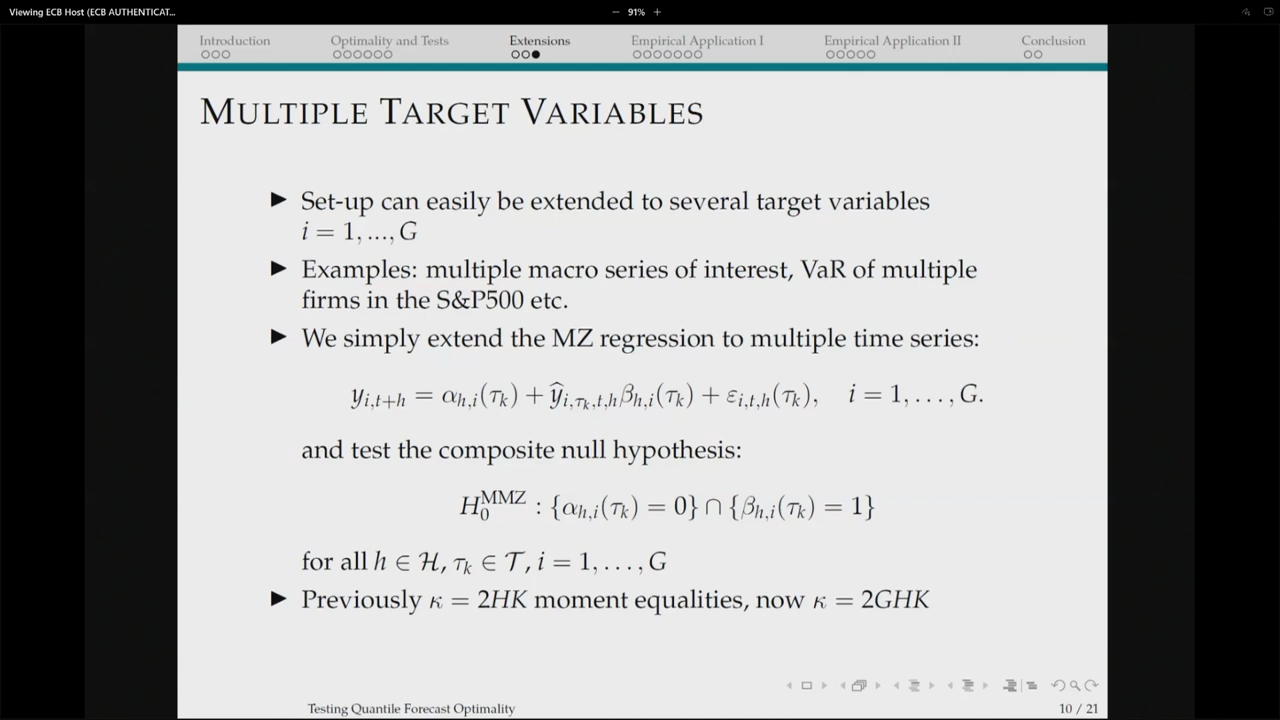 Viewing ECB Host (ECB AUTHENTICAT...
− 91% +
Introduction Optimality and Tests Extensions Empirical Application I Empirical Application II Conclusion
MULTIPLE TARGET VARIABLES
▶ Set-up can easily be extended to several target variables
i = 1, ..., G
▶ Examples: multiple macro series of interest, VaR of multiple
firms in the S&P500 etc.
▶ We simply extend the MZ regression to multiple time series:
y_{i,t+h} = α_{h,i}(τ_k) + ŷ_{i,τ_k,t,h}β_{h,i}(τ_k) + ε_{i,t,h}(τ_k), i = 1, . . . , G.
and test the composite null hypothesis:
H_0^{MMZ} : {α_{h,i}(τ_k) = 0} ∩ {β_{h,i}(τ_k) = 1}
for all h ∈ ℋ, τ_k ∈ 𝒯, i = 1, . . . , G
▶ Previously κ = 2HK moment equalities, now κ = 2GHK
Testing Quantile Forecast Optimality 10 / 21